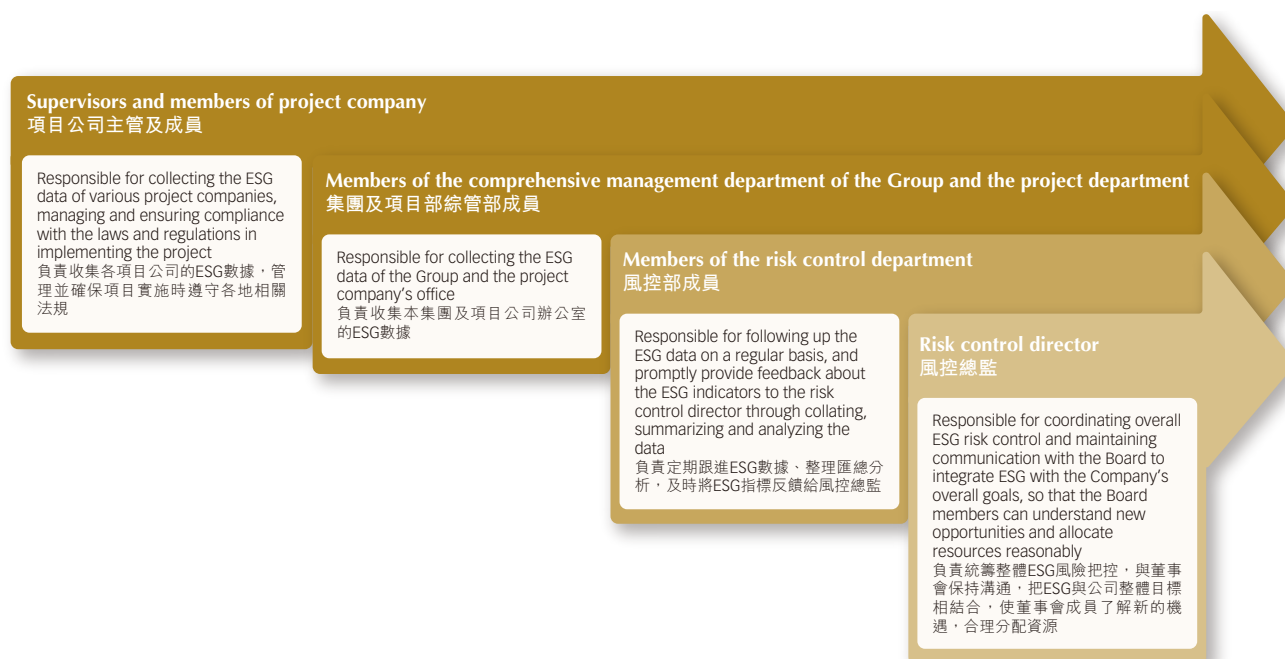 Supervisors and members of project company
項目公司主管及成員
Responsible for collecting the ESG
data of various project companies,
managing and ensuring compliance
with the laws and regulations in
implementing the project
負責收集各項目公司的ESG數據，管
理並確保項目實施時遵守各地相關
法規
Members of the comprehensive management department of the Group and the project department
集團及項目部綜管部成員
Responsible for collecting the ESG
data of the Group and the project
company's office
負責收集本集團及項目公司辦公室
的ESG數據
Members of the risk control department
風控部成員
Responsible for following up the
ESG data on a regular basis, and
promptly provide feedback about
the ESG indicators to the risk
control director through collating,
summarizing and analyzing the
data
負責定期跟進ESG數據、整理匯總分
析，及時將ESG指標反饋給風控總監
Risk control director
風控總監
Responsible for coordinating overall
ESG risk control and maintaining
communication with the Board to
integrate ESG with the Company's
overall goals, so that the Board
members can understand new
opportunities and allocate
resources reasonably
負責統籌整體ESG風險把控，與董事
會保持溝通，把ESG與公司整體目標
相結合，使董事會成員了解新的機
遇，合理分配資源